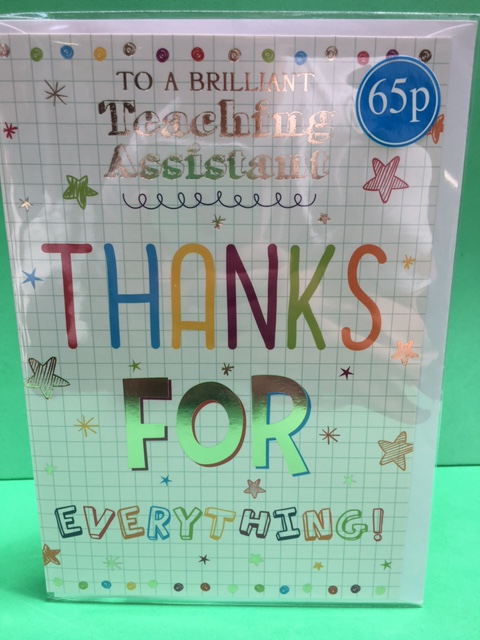 TO A BRILLIANT
Teaching
Assistant
65p
THANKS
FOR
EVERYTHING!